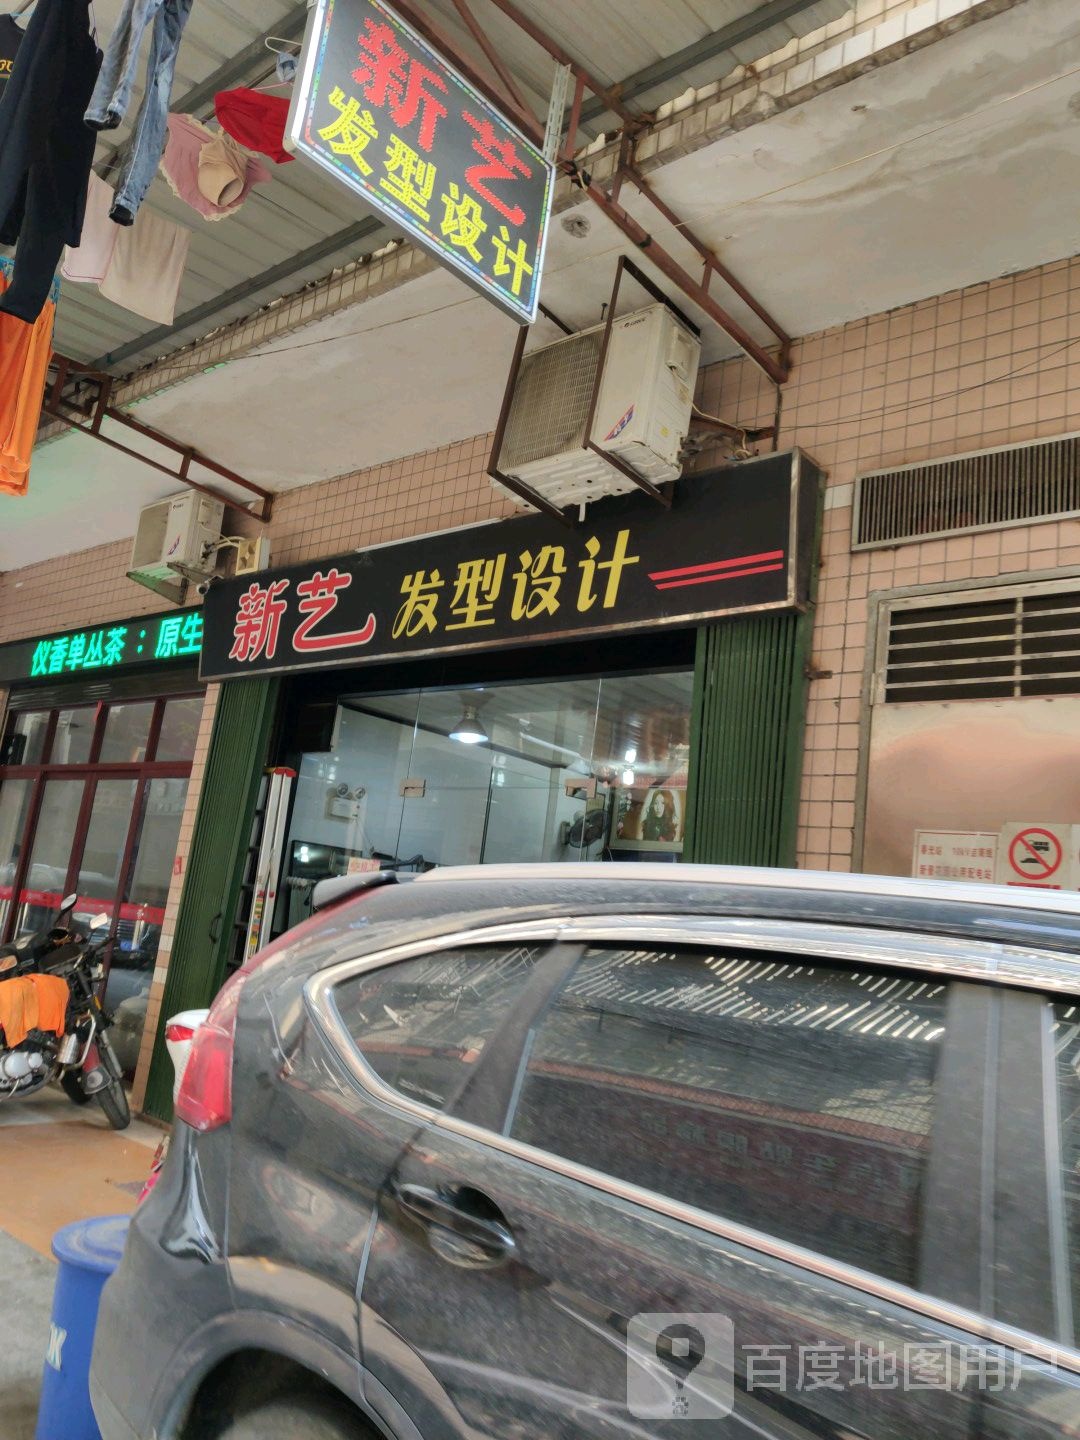 新艺
发型设计
新艺 发型设计
仪香单丛茶：原生
百度地图用户